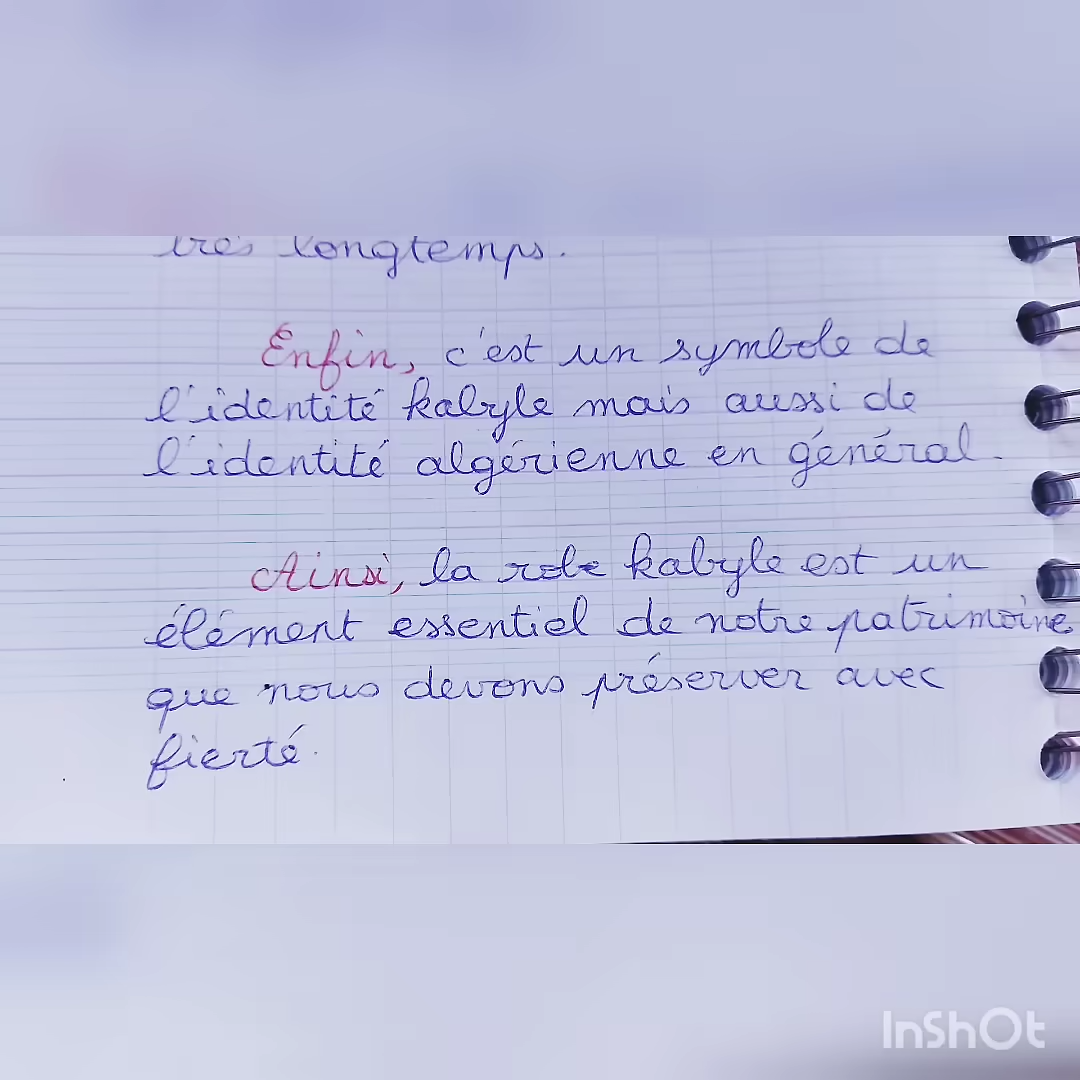 très longtemps.
Enfin, c'est un symbole de
l'identité kabyle mais aussi de
l'identité algérienne en général.
Ainsi, la robe kabyle est un
élément essentiel de notre patrimoine
que nous devons préserver avec
fierté.
InShOt